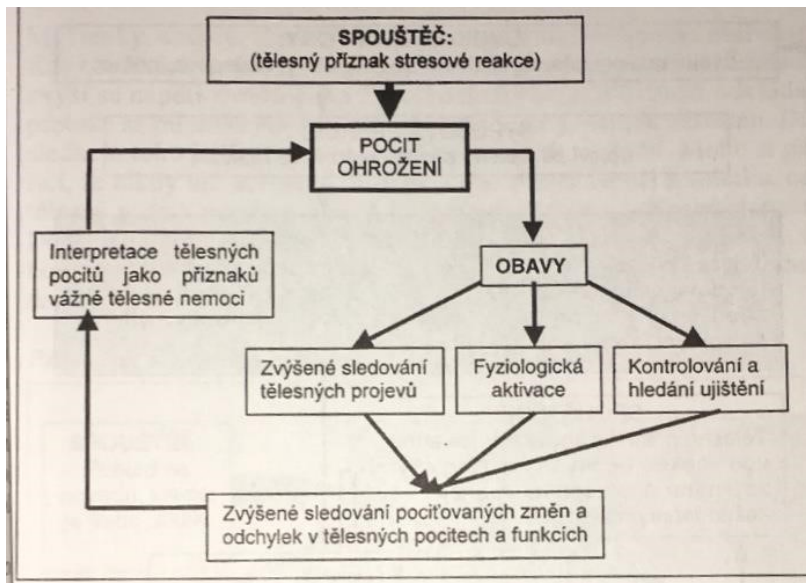 SPOUŠTĚČ:
(tělesný příznak stresové reakce)
POCIT
OHROŽENÍ
Interpretace tělesných
pocitů jako příznaků
vážné tělesné nemoci
OBAVY
Zvýšené sledování
tělesných projevů
Fyziologická
aktivace
Kontrolování a
hledání ujištění
Zvýšené sledování pociťovaných změn a
odchylek v tělesných pocitech a funkcích